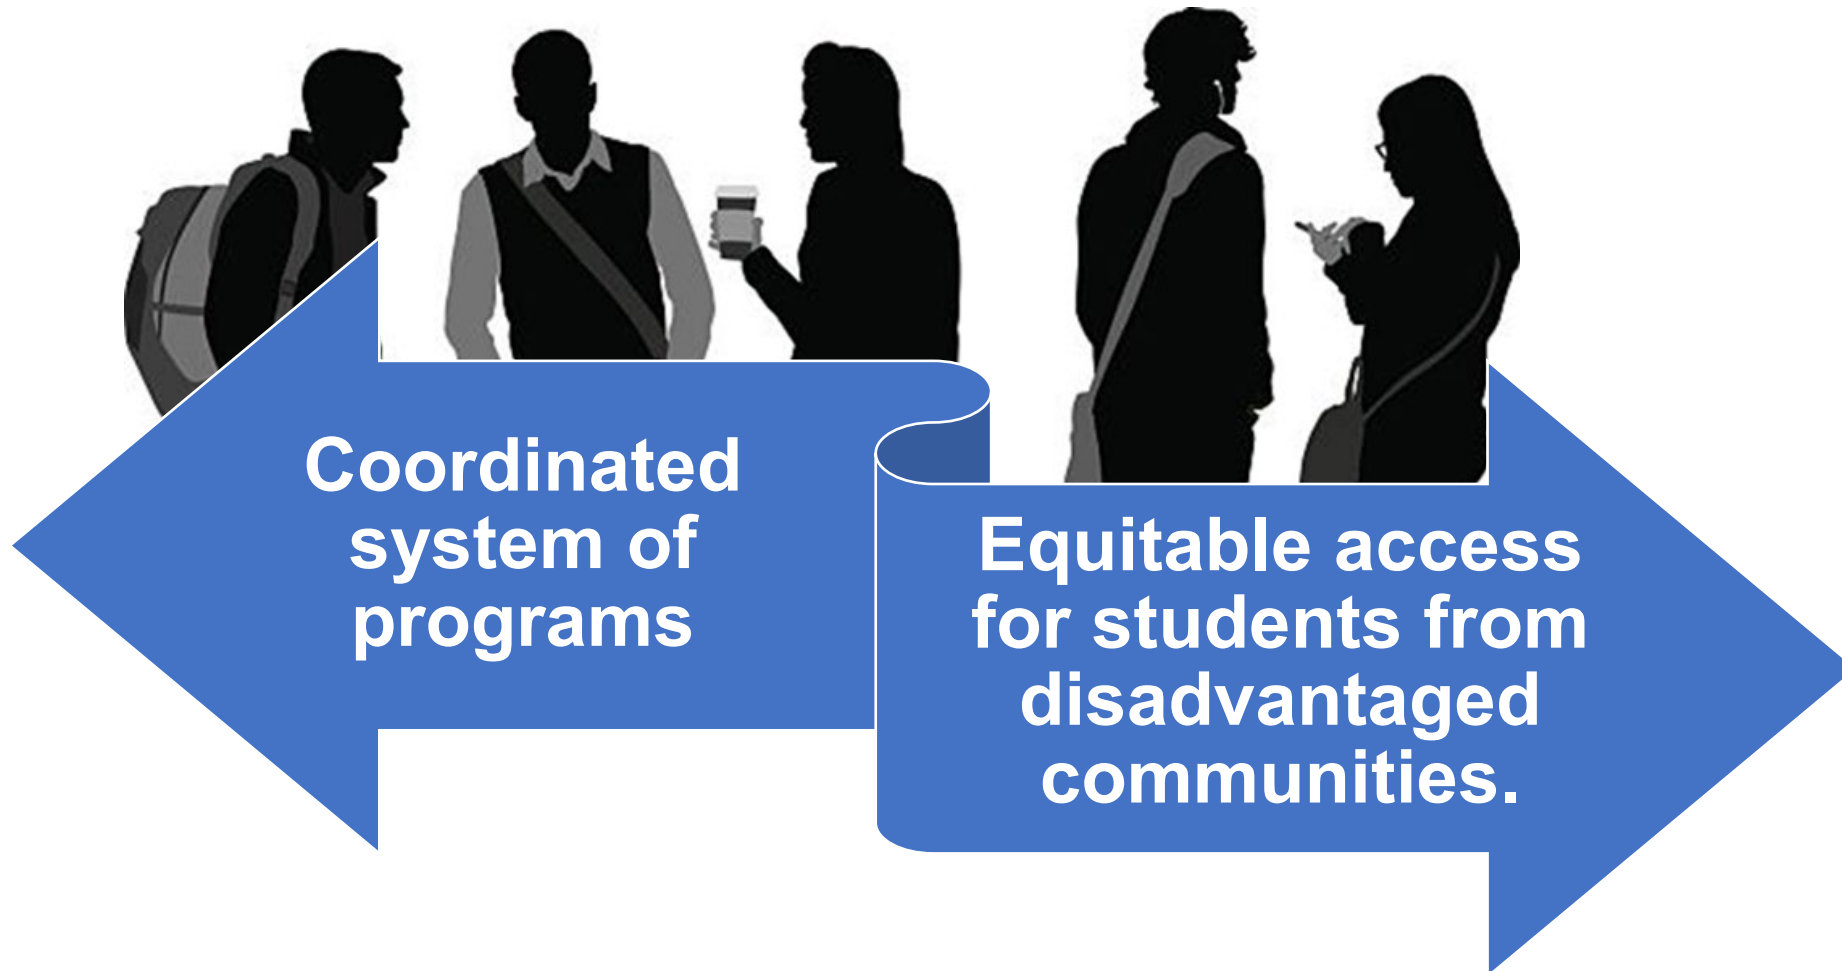 Coordinated
system of
programs
Equitable access
for students from
disadvantaged
communities.